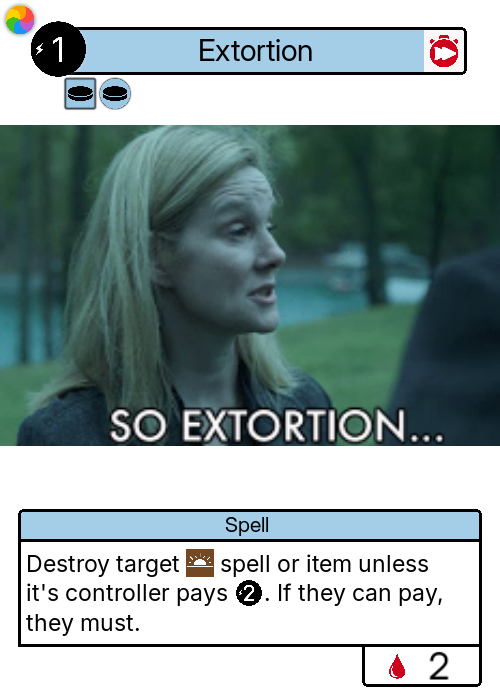 1 Extortion
SO EXTORTION...
Spell
Destroy target spell or item unless
it's controller pays 2. If they can pay,
they must.
2